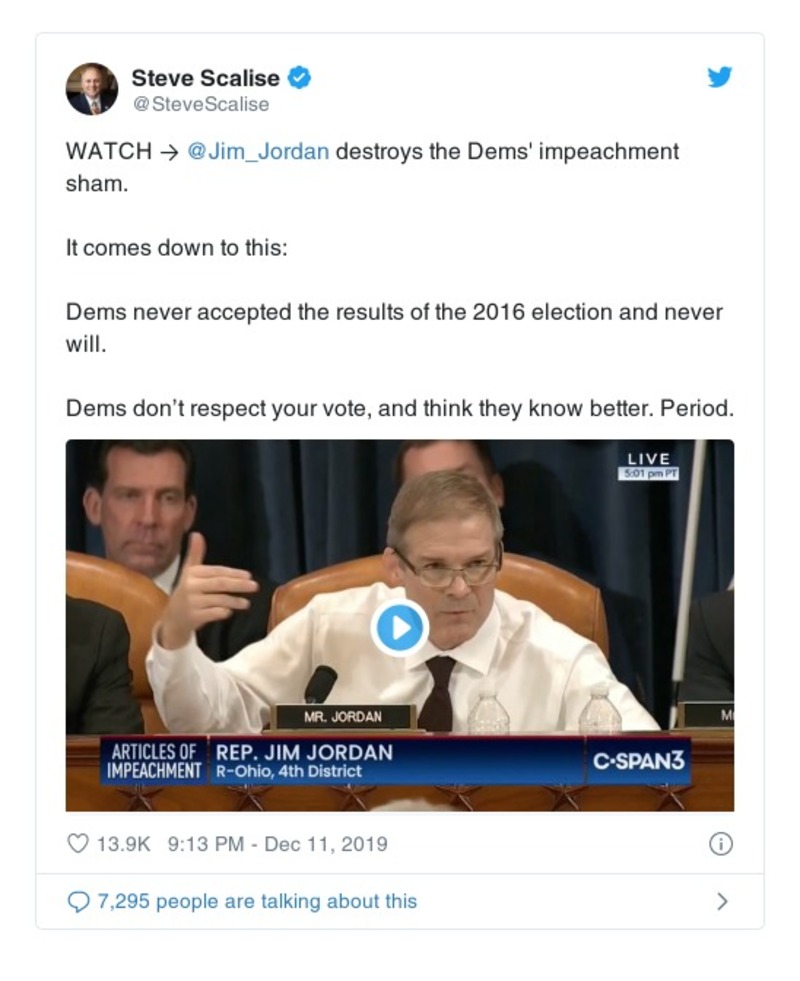 Steve Scalise
@SteveScalise
WATCH → @Jim_Jordan destroys the Dems' impeachment
sham.
It comes down to this:
Dems never accepted the results of the 2016 election and never
will.
Dems don’t respect your vote, and think they know better. Period.
LIVE
5:01 pm PT
MR. JORDAN
M
ARTICLES OF
IMPEACHMENT
REP. JIM JORDAN
R-Ohio, 4th District
C-SPAN3
13.9K 9:13 PM - Dec 11, 2019
7,295 people are talking about this